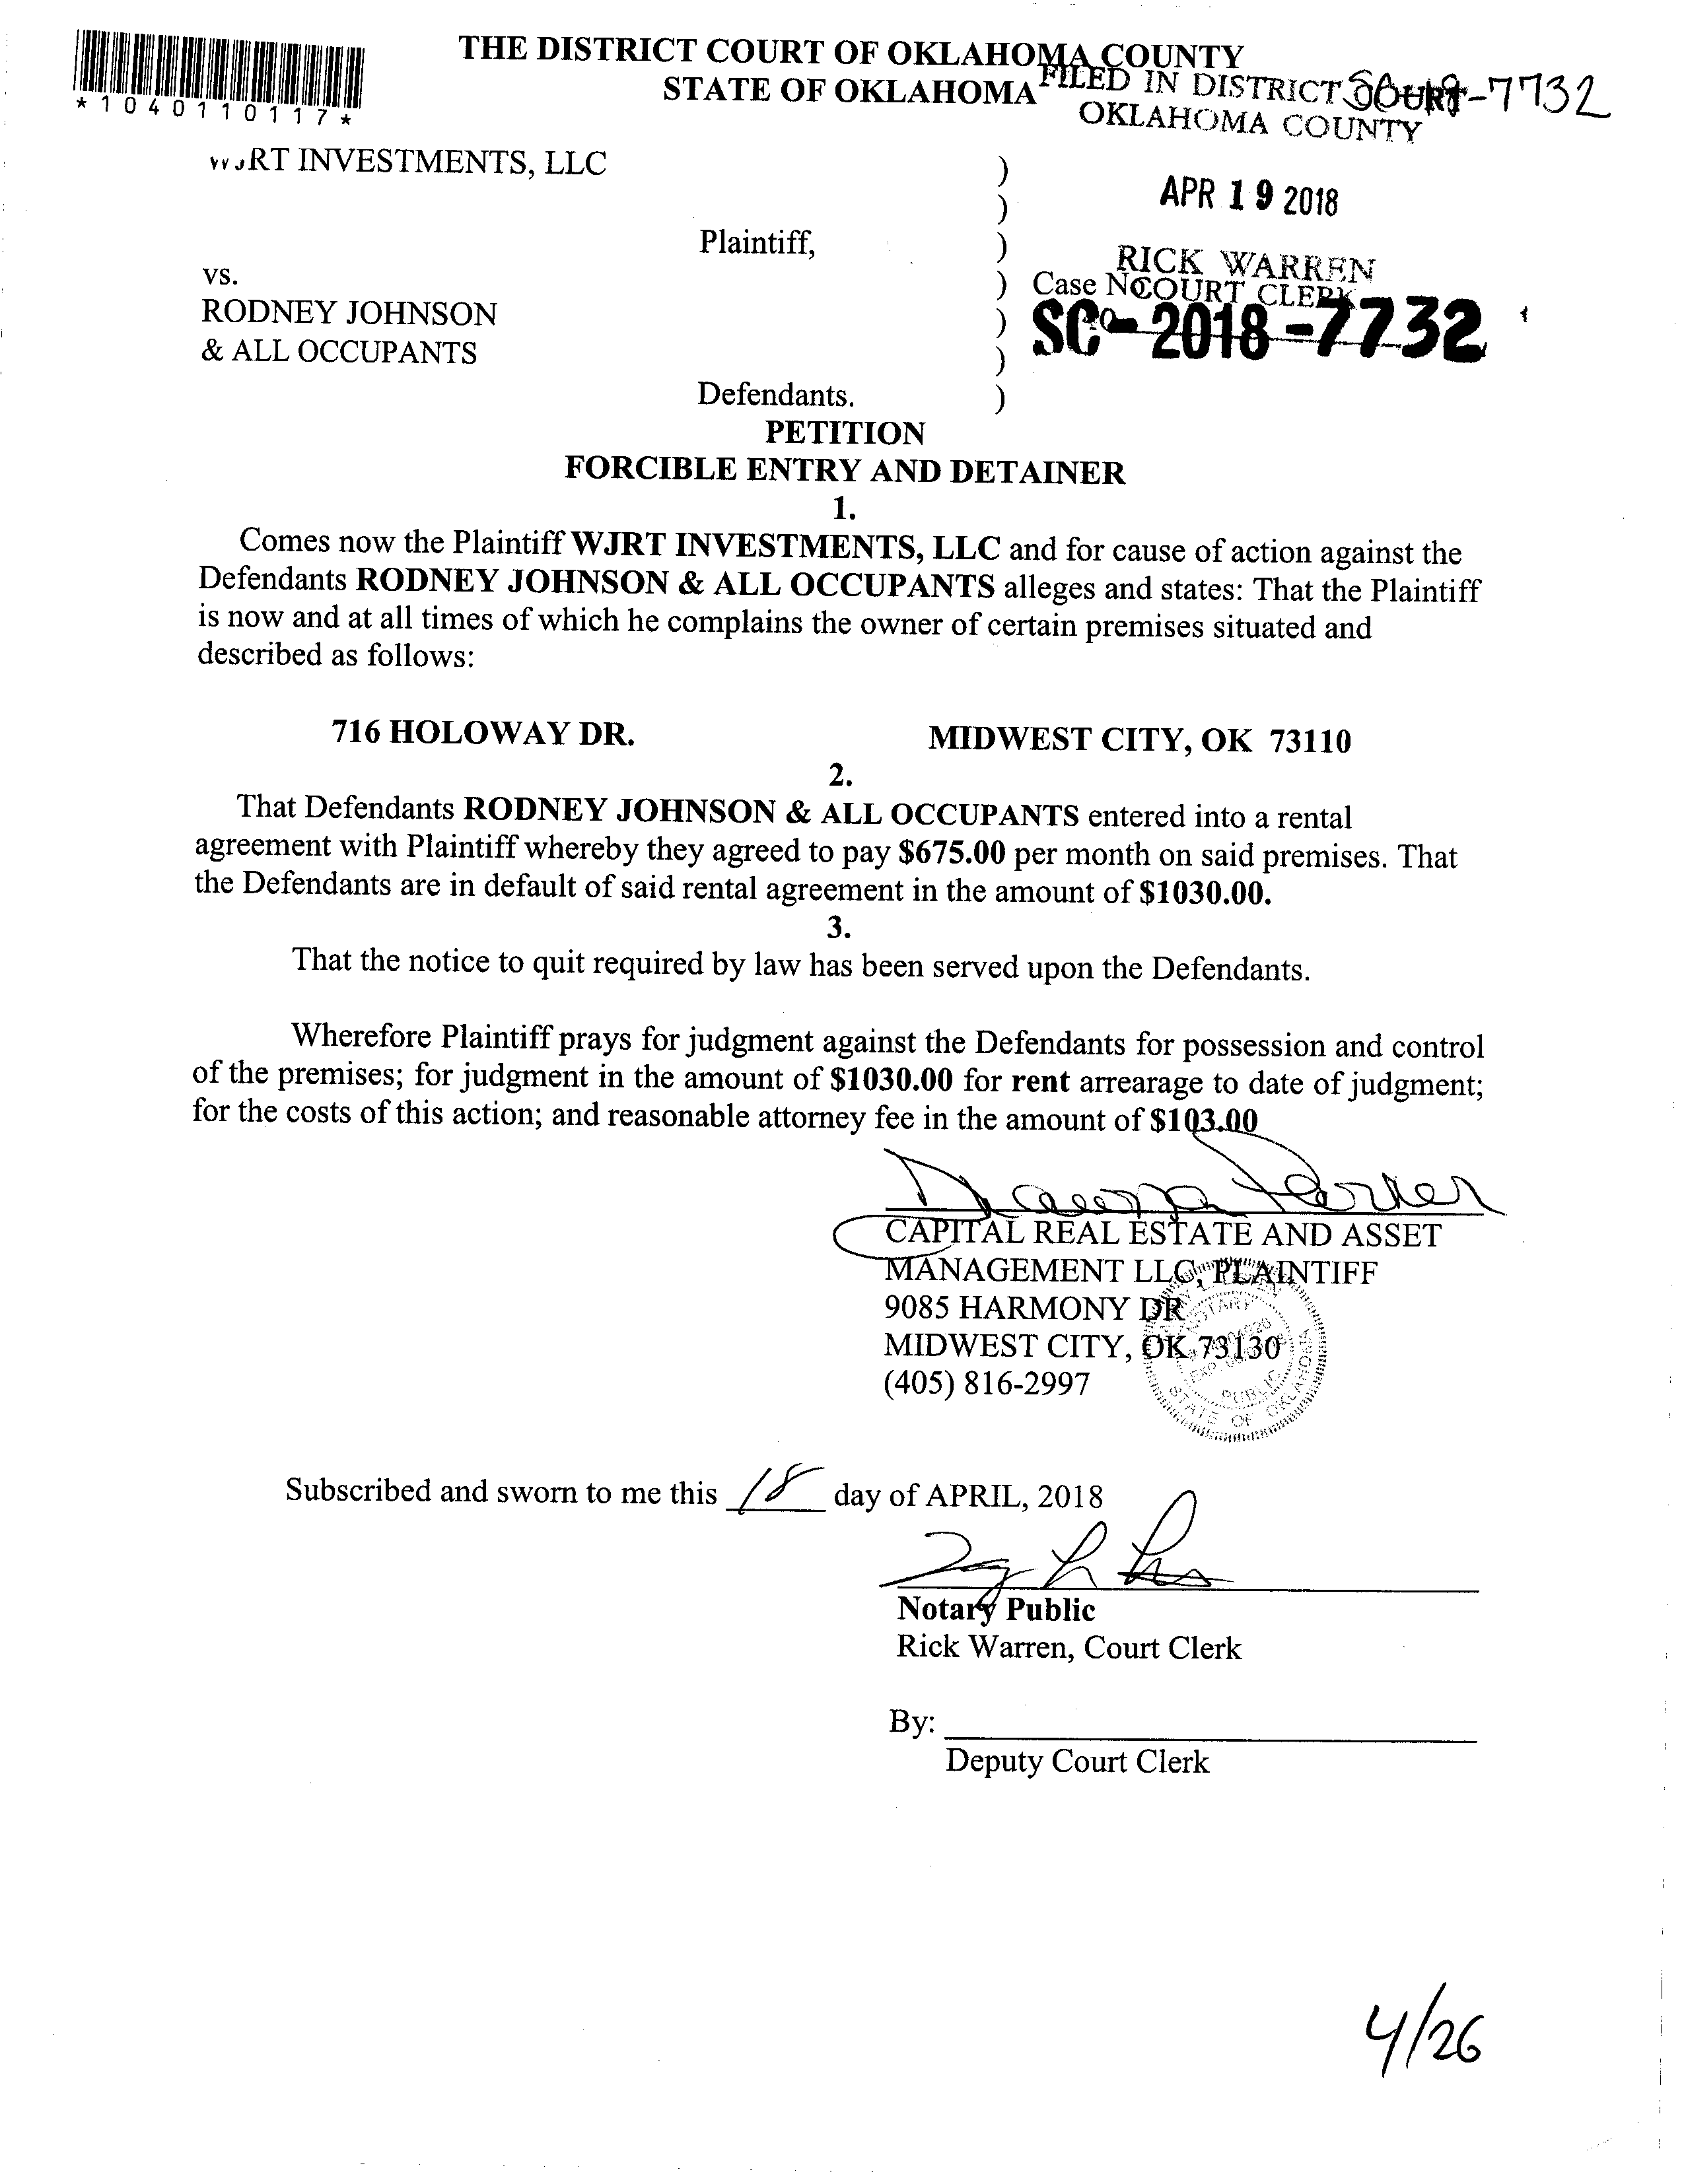 THE DISTRICT COURT OF OKLAHOMA COUNTY
STATE OF OKLAHOMA
FILED IN DISTRICT COURT
OKLAHOMA COUNTY
18-7732
*1040110117*
WJRT INVESTMENTS, LLC )
)
APR 19 2018
Plaintiff, )
RICK WARREN
COURT CLERK
vs. ) Case No
RODNEY JOHNSON )
SC-2018-7732
& ALL OCCUPANTS )
Defendants. )
PETITION
FORCIBLE ENTRY AND DETAINER
1.
Comes now the Plaintiff WJRT INVESTMENTS, LLC and for cause of action against the
Defendants RODNEY JOHNSON & ALL OCCUPANTS alleges and states: That the Plaintiff
is now and at all times of which he complains the owner of certain premises situated and
described as follows:
716 HOLOWAY DR. MIDWEST CITY, OK 73110
2.
That Defendants RODNEY JOHNSON & ALL OCCUPANTS entered into a rental
agreement with Plaintiff whereby they agreed to pay $675.00 per month on said premises. That
the Defendants are in default of said rental agreement in the amount of $1030.00.
3.
That the notice to quit required by law has been served upon the Defendants.
Wherefore Plaintiff prays for judgment against the Defendants for possession and control
of the premises; for judgment in the amount of $1030.00 for rent arrearage to date of judgment;
for the costs of this action; and reasonable attorney fee in the amount of $103.00
CAPITAL REAL ESTATE AND ASSET
MANAGEMENT LLC, PLAINTIFF
9085 HARMONY DR
MIDWEST CITY, OK 73130
(405) 816-2997
NOTARY
PUBLIC
STATE OF OKLAHOMA
Subscribed and sworn to me this 18 day of APRIL, 2018
Notary Public
Rick Warren, Court Clerk
By:
Deputy Court Clerk
4/26